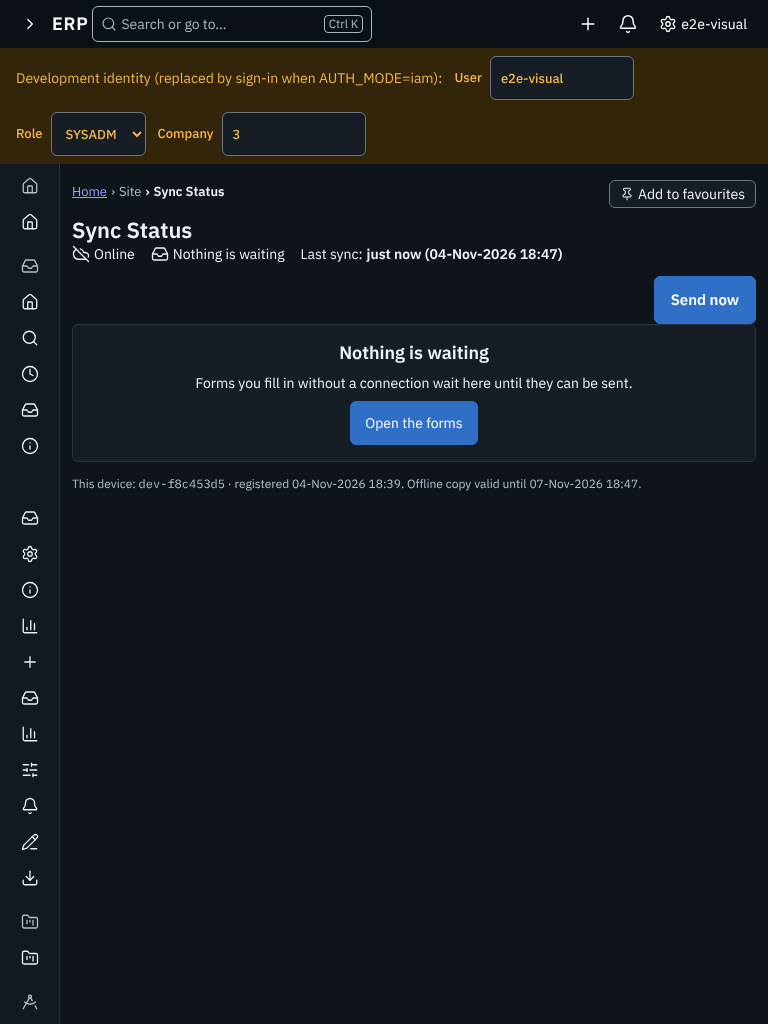 ERP Search or go to... Ctrl K e2e-visual
Development identity (replaced by sign-in when AUTH_MODE=iam): User e2e-visual
Role SYSADM Company 3
Home › Site › Sync Status
Add to favourites
Sync Status
Online Nothing is waiting Last sync: just now (04-Nov-2026 18:47)
Send now
Nothing is waiting
Forms you fill in without a connection wait here until they can be sent.
Open the forms
This device: dev-f8c453d5 · registered 04-Nov-2026 18:39. Offline copy valid until 07-Nov-2026 18:47.